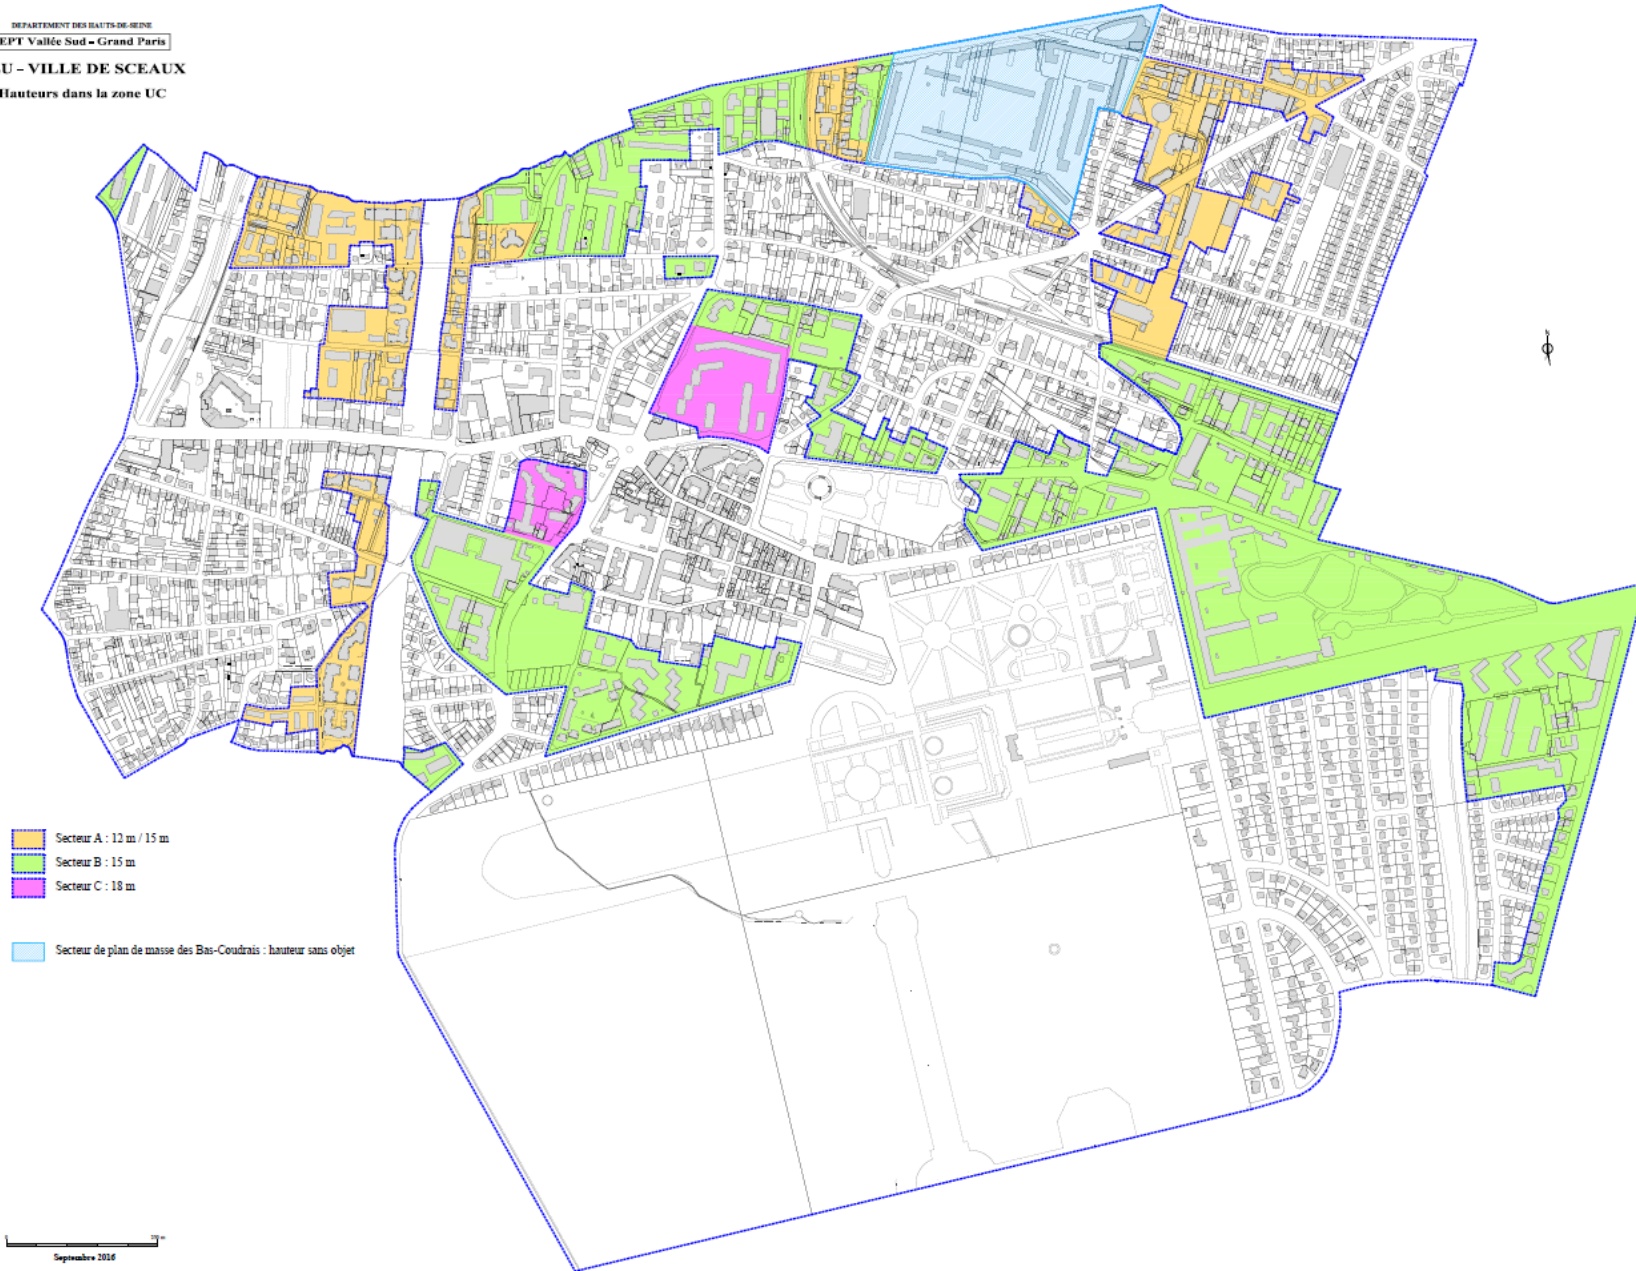 DEPARTEMENT DES HAUTS-DE-SEINE
EPT Vallée Sud - Grand Paris
U - VILLE DE SCEAUX
Hauteurs dans la zone UC
Secteur A : 12 m / 15 m
Secteur B : 15 m
Secteur C : 18 m
Secteur de plan de masse des Bas-Coudrais : hauteur sans objet
Septembre 2016